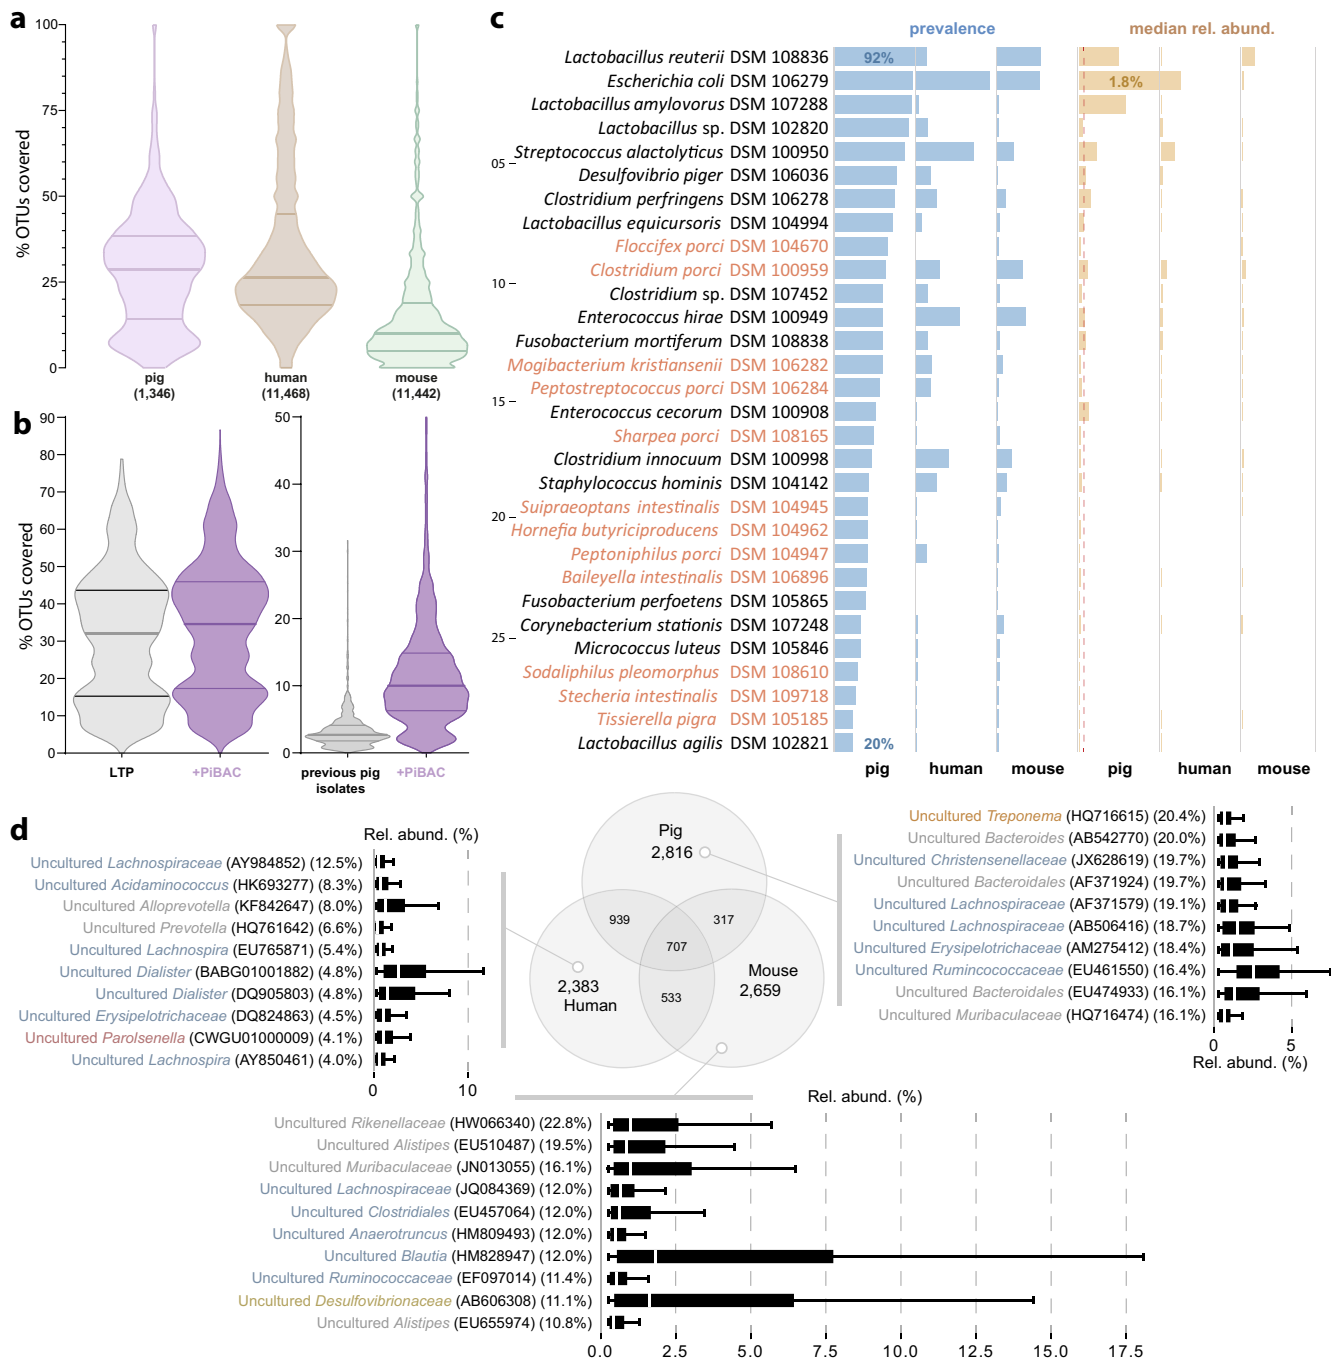 a
100
75
50
25
0
% OTUs covered
pig
(1,346)
human
(11,468)
mouse
(11,442)
b
90
80
70
60
50
40
30
20
10
0
% OTUs covered
LTP
+PiBAC
50
40
30
20
10
0
previous pig
isolates
+PiBAC
c
prevalence
median rel. abund.
Lactobacillus reuterii DSM 108836
92%
Escherichia coli DSM 106279
1.8%
Lactobacillus amylovorus DSM 107288
Lactobacillus sp. DSM 102820
Streptococcus alactolyticus DSM 100950
05
Desulfovibrio piger DSM 106036
Clostridium perfringens DSM 106278
Lactobacillus equicursoris DSM 104994
Floccifex porci DSM 104670
Clostridium porci DSM 100959
10
Clostridium sp. DSM 107452
Enterococcus hirae DSM 100949
Fusobacterium mortiferum DSM 108838
Mogibacterium kristiansenii DSM 106282
Peptostreptococcus porci DSM 106284
15
Enterococcus cecorum DSM 100908
Sharpea porci DSM 108165
Clostridium innocuum DSM 100998
Staphylococcus hominis DSM 104142
Suipraeoptans intestinalis DSM 104945
20
Hornefia butyriciproducens DSM 104962
Peptoniphilus porci DSM 104947
Baileyella intestinalis DSM 106896
Fusobacterium perfoetens DSM 105865
Corynebacterium stationis DSM 107248
25
Micrococcus luteus DSM 105846
Sodaliphilus pleomorphus DSM 108610
Stecheria intestinalis DSM 109718
Tissierella pigra DSM 105185
Lactobacillus agilis DSM 102821
20%
pig human mouse pig human mouse
d
Rel. abund. (%)
Uncultured Lachnospiraceae (AY984852) (12.5%)
Uncultured Acidaminococcus (HK693277) (8.3%)
Uncultured Alloprevotella (KF842647) (8.0%)
Uncultured Prevotella (HQ761642) (6.6%)
Uncultured Lachnospira (EU765871) (5.4%)
Uncultured Dialister (BABG01001882) (4.8%)
Uncultured Dialister (DQ905803) (4.8%)
Uncultured Erysipelotrichaceae (DQ824863) (4.5%)
Uncultured Parolsenella (CWGU01000009) (4.1%)
Uncultured Lachnospira (AY850461) (4.0%)
0 10
Pig
2,816
939
317
707
Mouse
2,659
2,383
Human
533
Uncultured Treponema (HQ716615) (20.4%)
Uncultured Bacteroides (AB542770) (20.0%)
Uncultured Christensenellaceae (JX628619) (19.7%)
Uncultured Bacteroidales (AF371924) (19.7%)
Uncultured Lachnospiraceae (AF371579) (19.1%)
Uncultured Lachnospiraceae (AB506416) (18.7%)
Uncultured Erysipelotrichaceae (AM275412) (18.4%)
Uncultured Rumincococcaceae (EU461550) (16.4%)
Uncultured Bacteroidales (EU474933) (16.1%)
Uncultured Muribaculaceae (HQ716474) (16.1%)
0 5
Rel. abund. (%)
Rel. abund. (%)
Uncultured Rikenellaceae (HW066340) (22.8%)
Uncultured Alistipes (EU510487) (19.5%)
Uncultured Muribaculaceae (JN013055) (16.1%)
Uncultured Lachnospiraceae (JQ084369) (12.0%)
Uncultured Clostridiales (EU457064) (12.0%)
Uncultured Anaerotruncus (HM809493) (12.0%)
Uncultured Blautia (HM828947) (12.0%)
Uncultured Ruminococcaceae (EF097014) (11.4%)
Uncultured Desulfovibrionaceae (AB606308) (11.1%)
Uncultured Alistipes (EU655974) (10.8%)
0.0 2.5 5.0 7.5 10.0 12.5 15.0 17.5